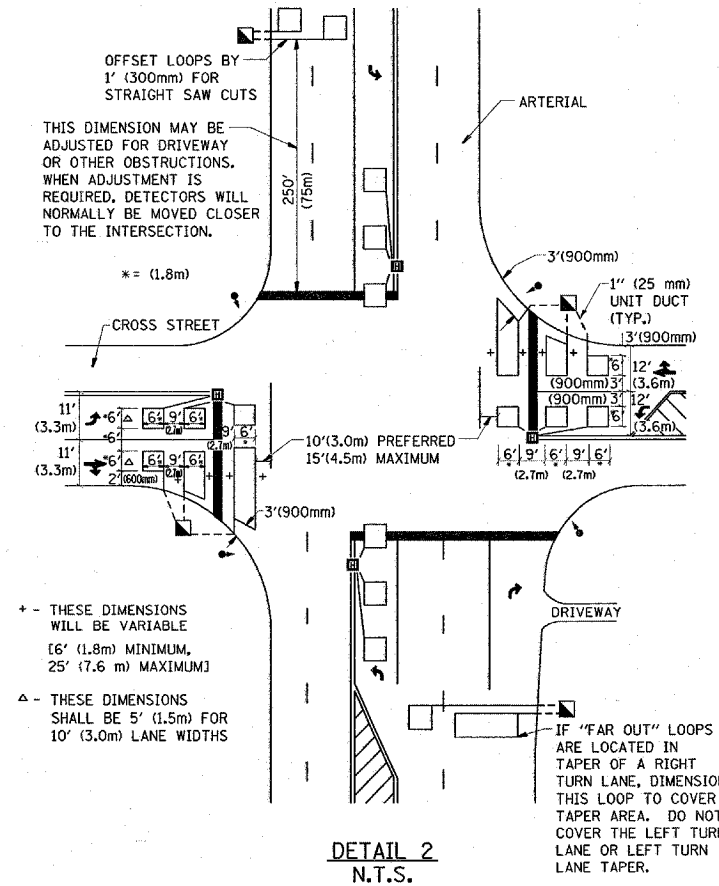 OFFSET LOOPS BY
1' (300mm) FOR
STRAIGHT SAW CUTS
THIS DIMENSION MAY BE
ADJUSTED FOR DRIVEWAY
OR OTHER OBSTRUCTIONS.
WHEN ADJUSTMENT IS
REQUIRED, DETECTORS WILL
NORMALLY BE MOVED CLOSER
TO THE INTERSECTION.
250'
(75m)
ARTERIAL
* = (1.8m)
3'(900mm)
1" (25 mm)
UNIT DUCT
(TYP.)
CROSS STREET
3'(900mm)
6'
12'
(3.6m)
(900mm) 3'
(900mm) 3'
12'
6'
(3.6m)
H
H
H
H
11'
(3.3m)
*6'
△
6' 9' 6'
(2.7m)
*6'
9' 6'
(2.7m)
11'
(3.3m)
*6'
△
6' 9' 6'
(2.7m)
2'
(600mm)
10'(3.0m) PREFERRED
15'(4.5m) MAXIMUM
6' 9' 6' 9' 6'
* * *
(2.7m) (2.7m)
3'(900mm)
+ - THESE DIMENSIONS
WILL BE VARIABLE
[6' (1.8m) MINIMUM,
25' (7.6 m) MAXIMUM]
△ - THESE DIMENSIONS
SHALL BE 5' (1.5m) FOR
10' (3.0m) LANE WIDTHS
DRIVEWAY
IF "FAR OUT" LOOPS
ARE LOCATED IN
TAPER OF A RIGHT
TURN LANE, DIMENSION
THIS LOOP TO COVER
TAPER AREA. DO NOT
COVER THE LEFT TURN
LANE OR LEFT TURN
LANE TAPER.
DETAIL 2
N.T.S.